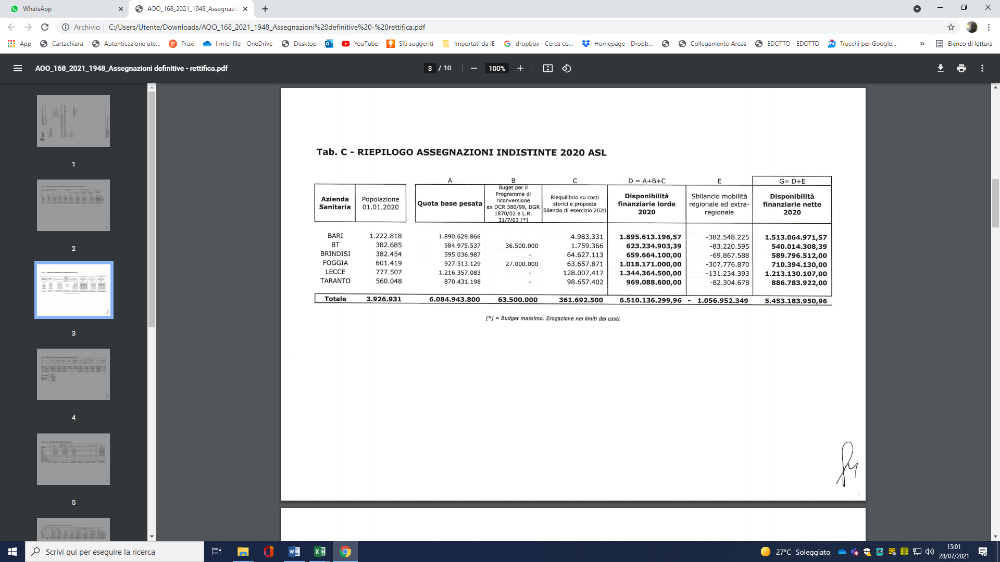 WhatsApp
AOO_168_2021_1948_Assegnazic
Archivio
C:/Users/Utente/Downloads/AOO_168_2021_1948_Assegnazioni%20definitive%20-%20rettifica.pdf
App Cartachiara Autenticazione ute... Praxi I miei file - OneDrive Desktop YouTube Siti suggeriti Importati da IE dropbox - Cerca co... Homepage - Dropb... Collegamento Areas EDOTTO - EDOTTO Trucchi per Google... » Elenco di lettura
AOO_168_2021_1948_Assegnazioni definitive - rettifica.pdf
3 / 10
100%
1
2
3
4
5
Tab. C - RIEPILOGO ASSEGNAZIONI INDISTINTE 2020 ASL
A B C D = A+B+C E G= D+E
Azienda Sanitaria
Popolazione 01.01.2020
Quota base pesata
Buget per il Programma di riconversione ex DCR 380/99, DGR 1870/02 e L.R. 31/7/03 [*]
Riequilibrio su costi storici e proposta Bilancio di esercizio 2020
Disponibilità finanziarie lorde 2020
Sbilancio mobilità regionale ed extra-regionale
Disponibilità finanziarie nette 2020
BARI 1.222.818 1.890.629.866 4.983.331 1.895.613.196,57 -382.548.225 1.513.064.971,57
BT 382.685 584.975.537 36.500.000 1.759.366 623.234.903,39 -83.220.595 540.014.308,39
BRINDISI 382.454 595.036.987 - 64.627.113 659.664.100,00 -69.867.588 589.796.512,00
FOGGIA 601.419 927.513.129 27.000.000 63.657.871 1.018.171.000,00 -307.776.870 710.394.130,00
LECCE 777.507 1.216.357.083 - 128.007.417 1.344.364.500,00 -131.234.393 1.213.130.107,00
TARANTO 560.048 870.431.198 - 98.657.402 969.088.600,00 -82.304.678 886.783.922,00
Totale 3.926.931 6.084.943.800 63.500.000 361.692.500 6.510.136.299,96 - 1.056.952.349 5.453.183.950,96
[*] = Budget massimo. Erogazione nei limiti dei costi.
Scrivi qui per eseguire la ricerca
27°C Soleggiato
15:01
28/07/2021